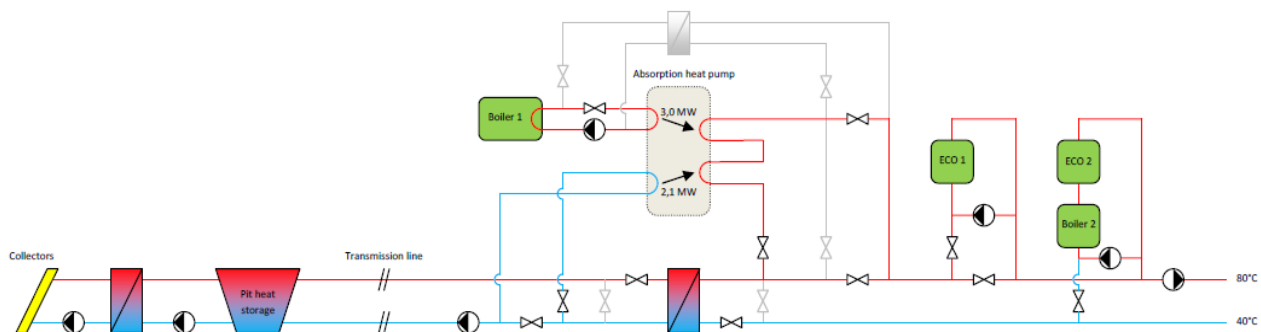 Absorption heat pump
Boiler 1
3,0 MW
2,1 MW
ECO 1
ECO 2
Boiler 2
Collectors
Transmission line
Pit heat
storage
80°C
40°C